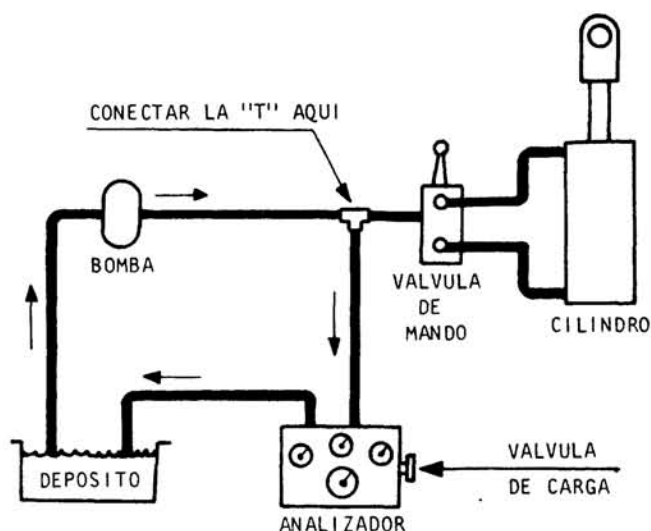 CONECTAR LA "T" AQUI
BOMBA
VALVULA
DE
MANDO
CILINDRO
DEPOSITO
VALVULA
DE CARGA
ANALIZADOR